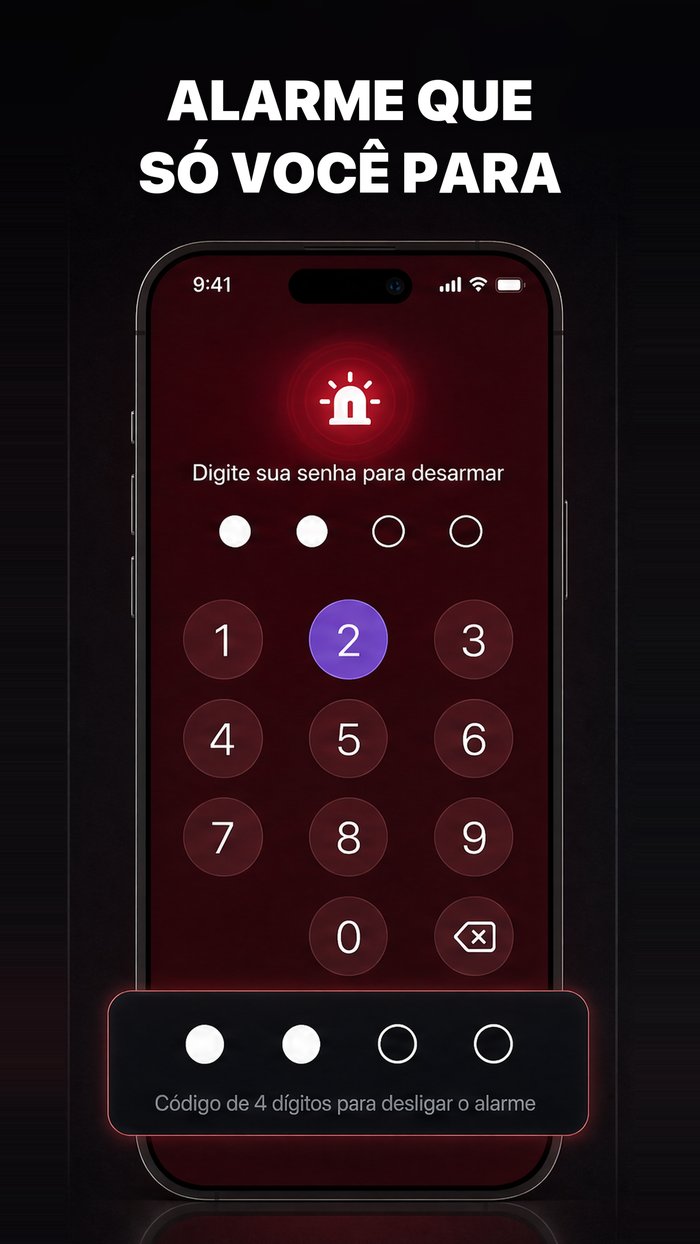 ALARME QUE
SÓ VOCÊ PARA
9:41
Digite sua senha para desarmar
1 2 3
4 5 6
7 8 9
0
Código de 4 dígitos para desligar o alarme